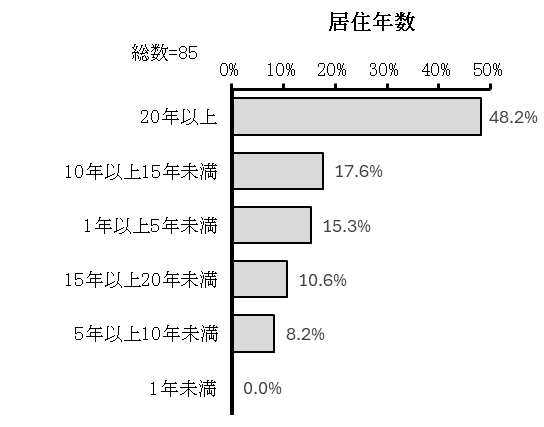 居住年数
総数=85
0% 10% 20% 30% 40% 50%
20年以上 48.2%
10年以上15年未満 17.6%
1年以上5年未満 15.3%
15年以上20年未満 10.6%
5年以上10年未満 8.2%
1年未満 0.0%